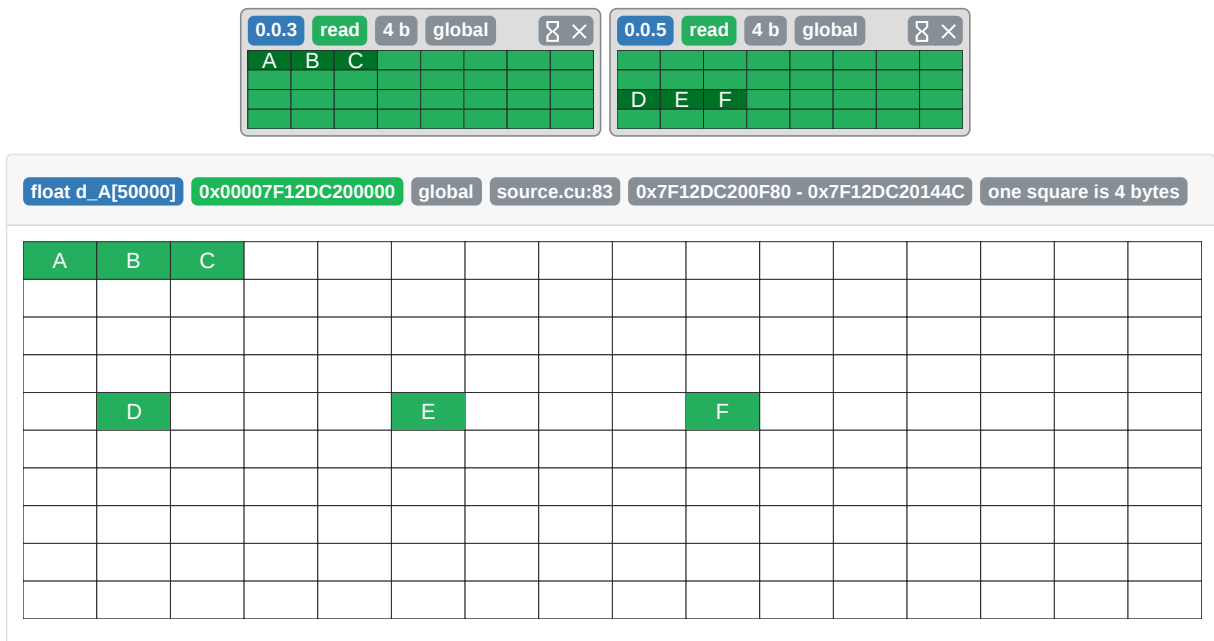 0.0.3 read 4 b global
A B C
0.0.5 read 4 b global
D E F
float d_A[50000] 0x00007F12DC200000 global source.cu:83 0x7F12DC200F80 - 0x7F12DC20144C one square is 4 bytes
A B C
D E F